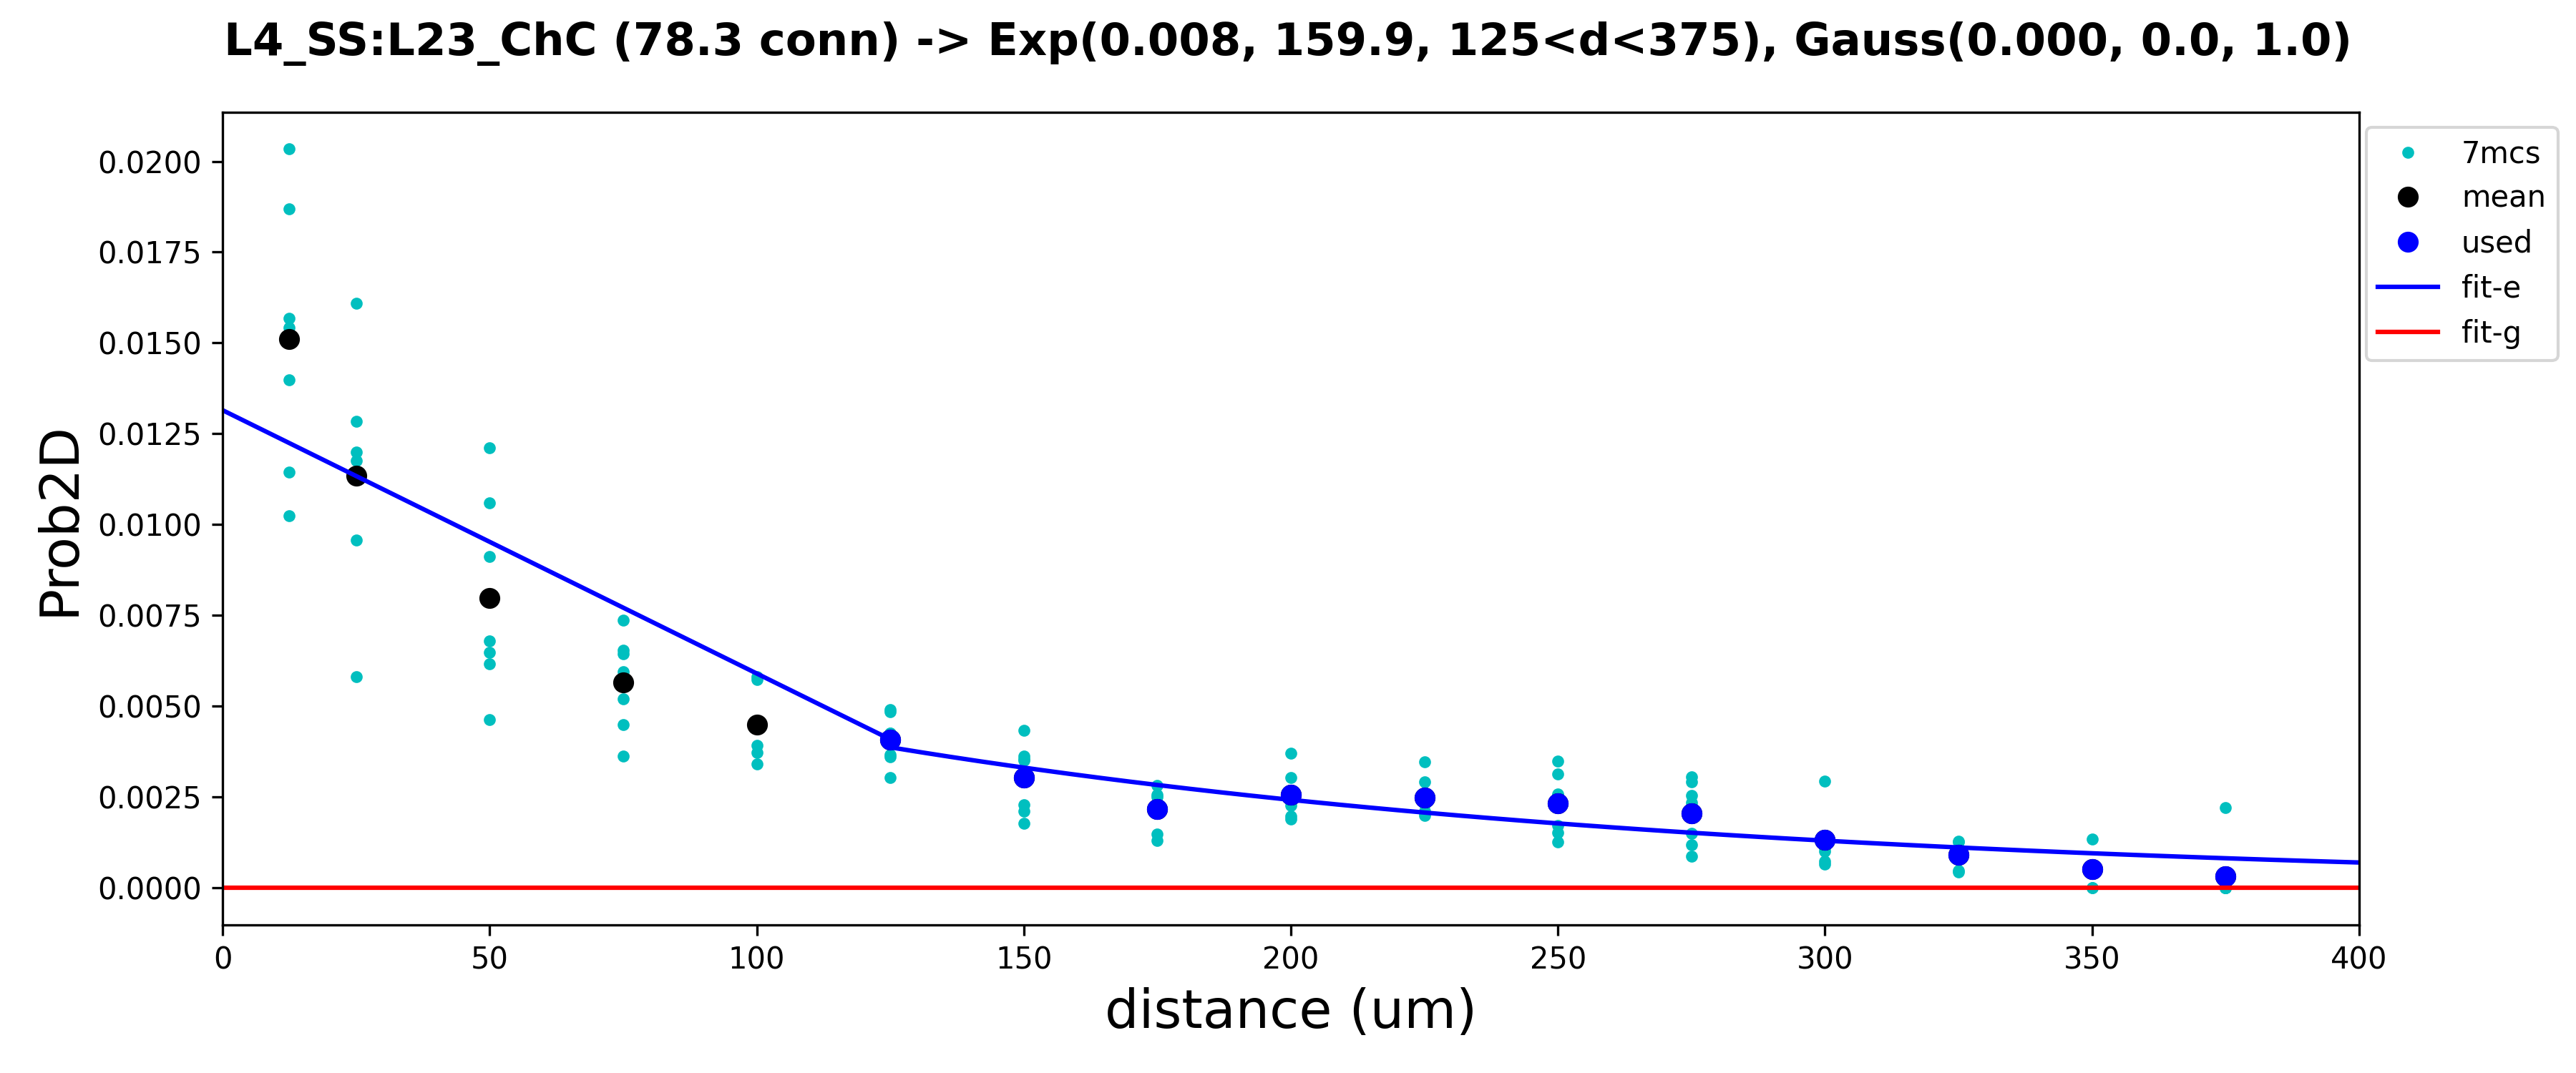 L4_SS:L23_ChC (78.3 conn) -> Exp(0.008, 159.9, 125<d<375), Gauss(0.000, 0.0, 1.0)
0.0200
0.0175
0.0150
0.0125
0.0100
0.0075
0.0050
0.0025
0.0000
Prob2D
0 50 100 150 200 250 300 350 400
distance (um)
7mcs
mean
used
fit-e
fit-g